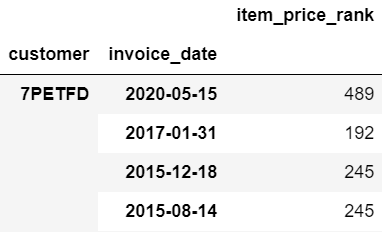 item_price_rank
customer invoice_date
7PETFD 2020-05-15 489
2017-01-31 192
2015-12-18 245
2015-08-14 245